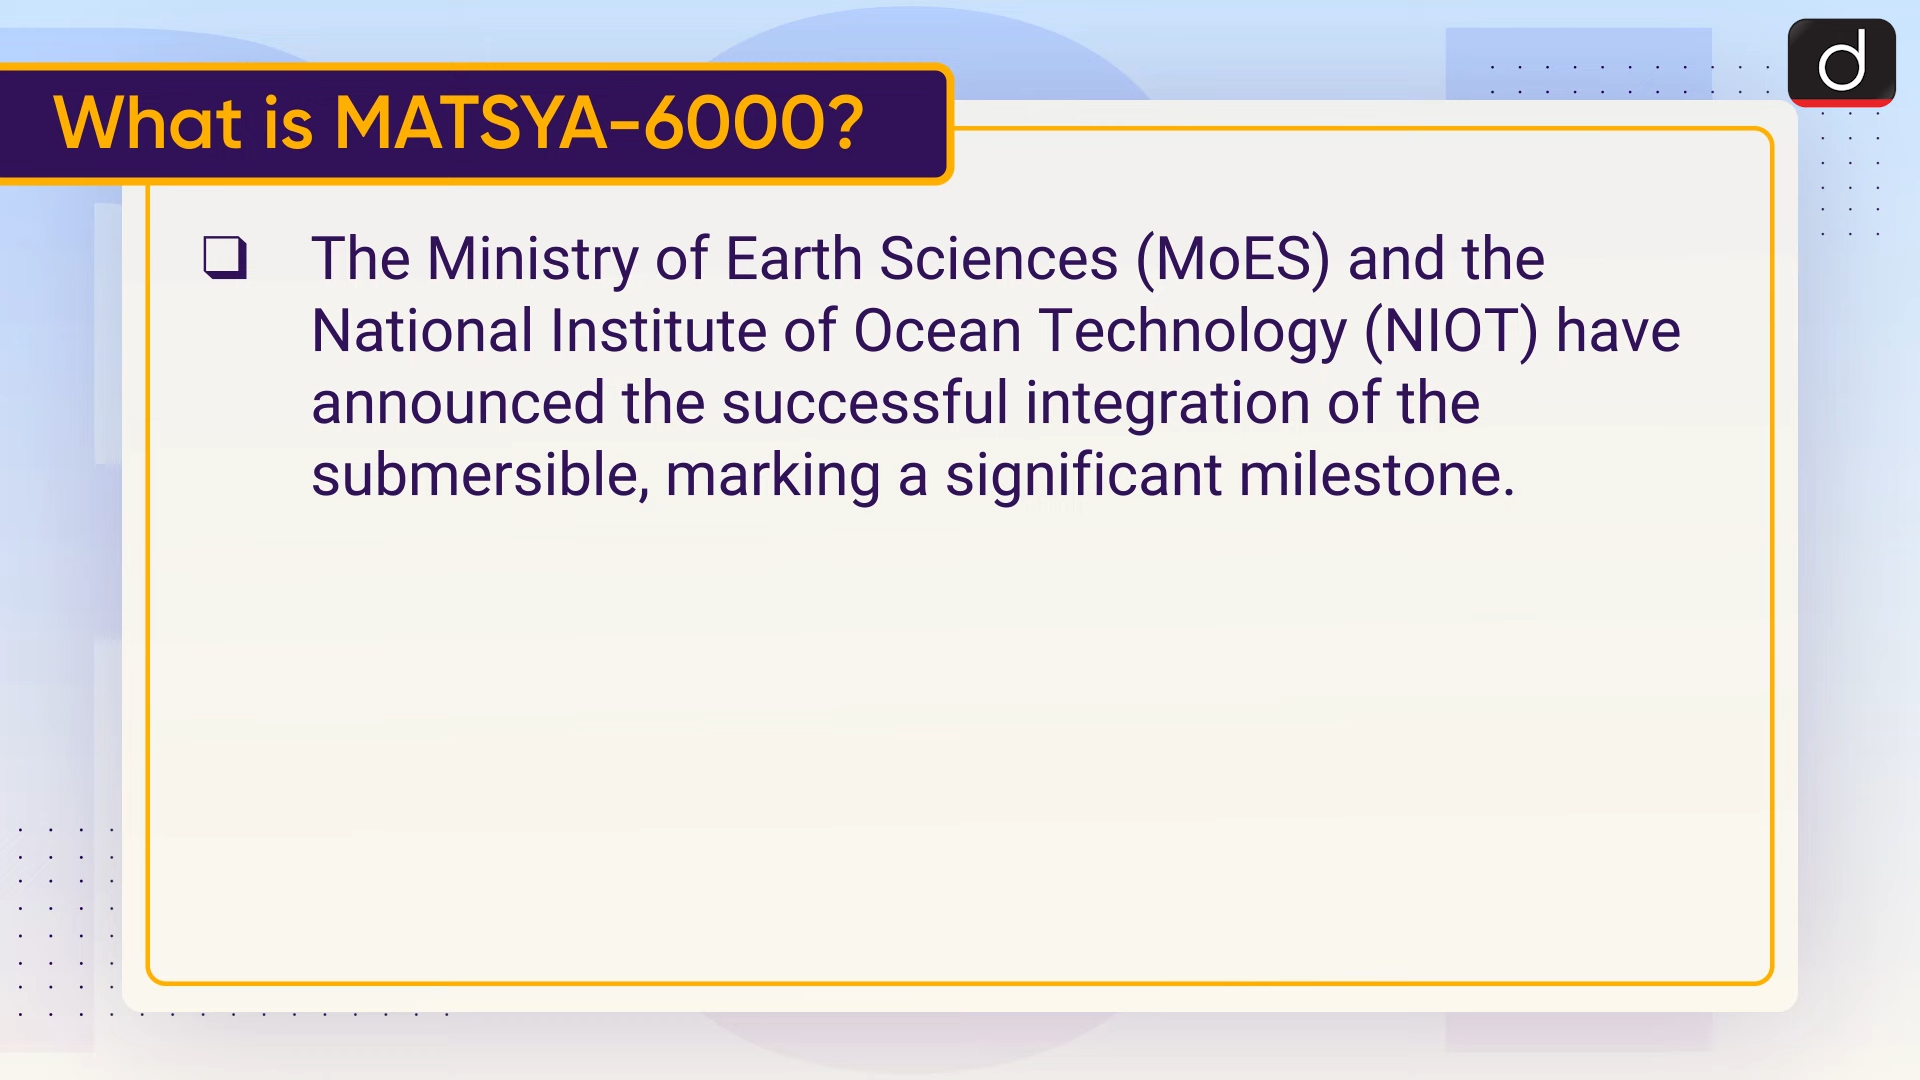 What is MATSYA-6000?
d
❑ The Ministry of Earth Sciences (MoES) and the
National Institute of Ocean Technology (NIOT) have
announced the successful integration of the
submersible, marking a significant milestone.